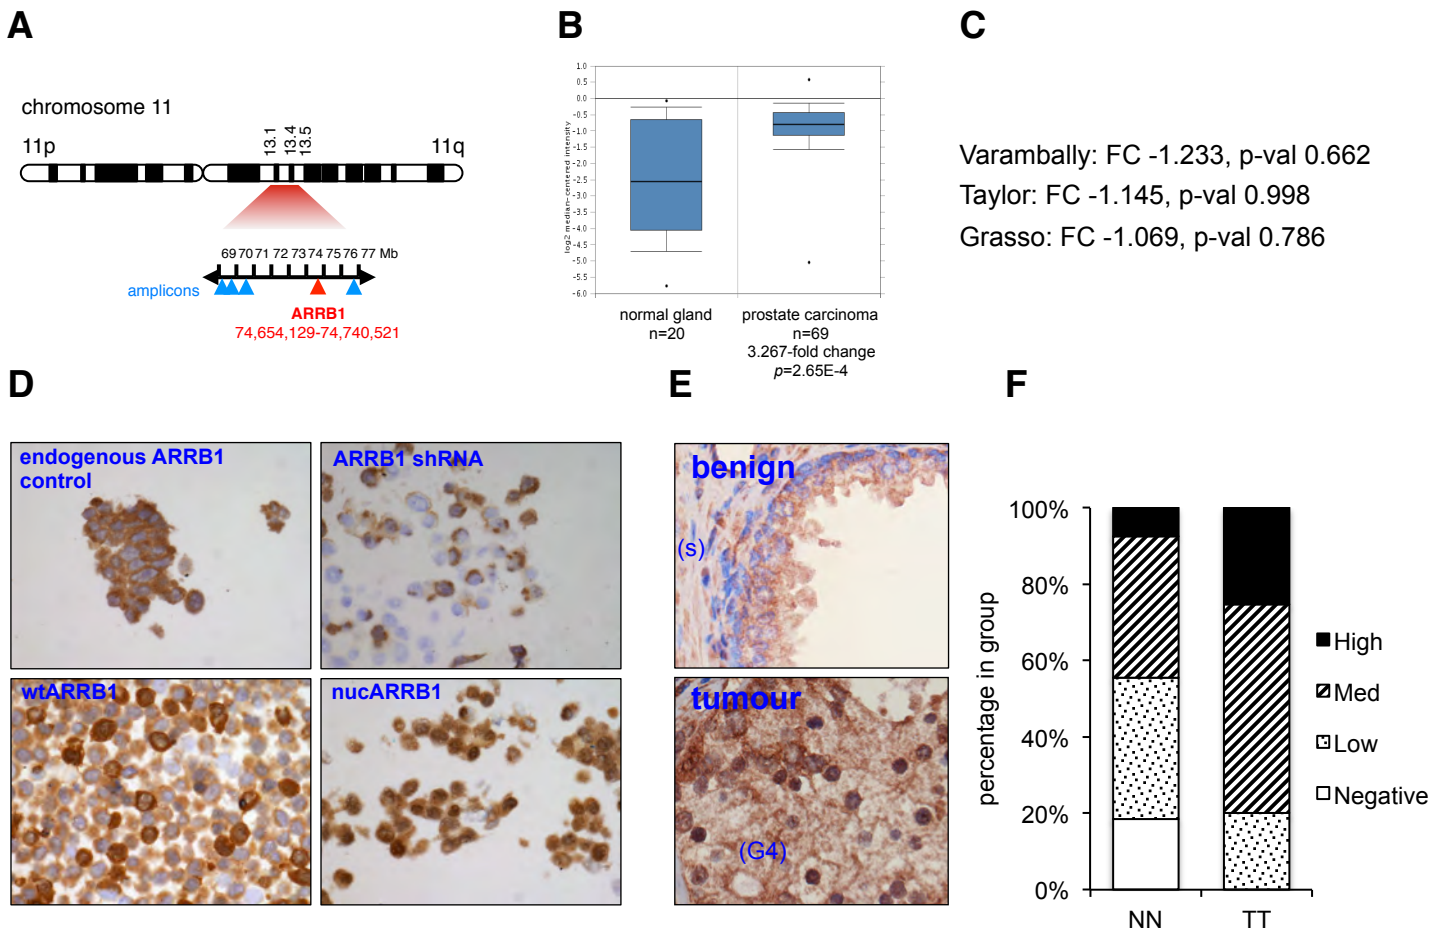 A
chromosome 11
11p
13.1
13.4
13.5
11q
69 70 71 72 73 74 75 76 77 Mb
amplicons
ARRB1
74,654,129-74,740,521
B
log2 median-centered intensity
1.0
0.5
0.0
-0.5
-1.0
-1.5
-2.0
-2.5
-3.0
-3.5
-4.0
-4.5
-5.0
-5.5
-6.0
normal gland
n=20
prostate carcinoma
n=69
3.267-fold change
p=2.65E-4
C
Varambally: FC -1.233, p-val 0.662
Taylor: FC -1.145, p-val 0.998
Grasso: FC -1.069, p-val 0.786
D
endogenous ARRB1
control
ARRB1 shRNA
wtARRB1
nucARRB1
E
benign
(s)
tumour
(G4)
F
percentage in group
100%
80%
60%
40%
20%
0%
NN
TT
High
Med
Low
Negative